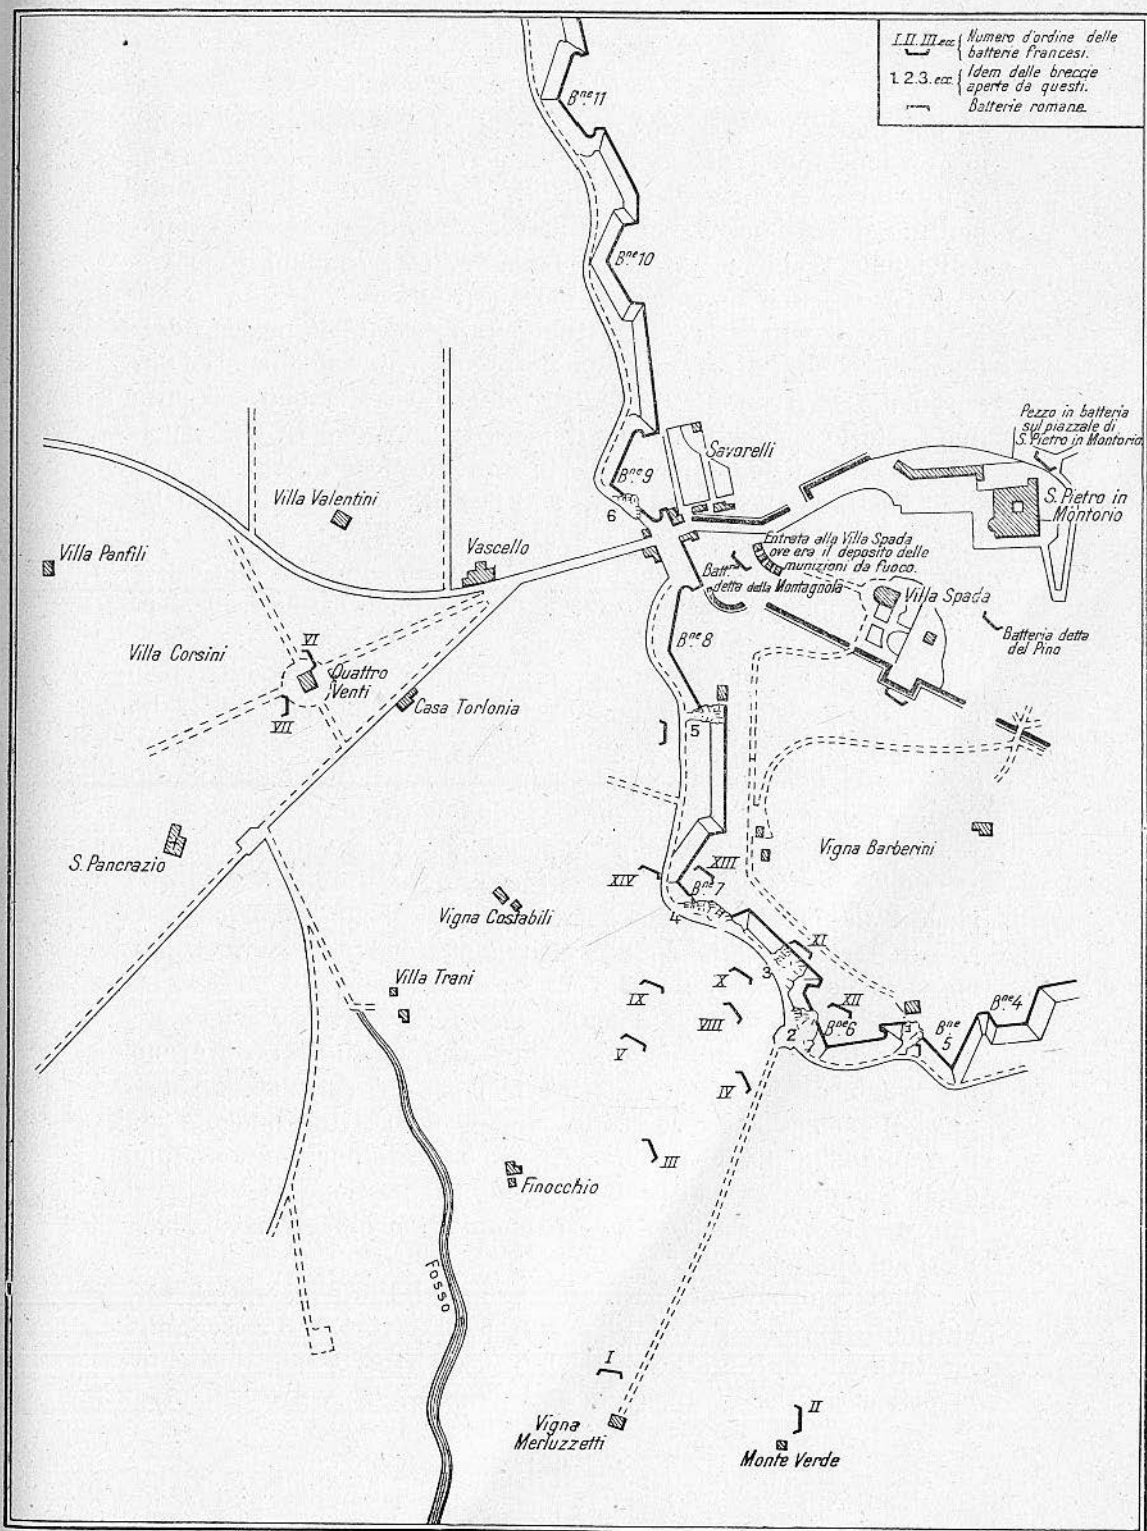 I. II. III. ecc { Numero d'ordine delle
batterie francesi.
1. 2. 3. ecc. { Idem delle breccie
aperte da questi.
Batterie romane.
Bne 11
Bne 10
Pezzo in batteria
sul piazzale di
S. Pietro in Montorio
Savorelli
Bne 9
6
S. Pietro in
Montorio
Villa Valentini
Villa Panfili
Vascello
Entrata alla Villa Spada
ove era il deposito delle
munizioni da fuoco.
Batt.
detta della Montagnola
Villa Spada
Batteria detta
del Pino
Bne 8
Villa Corsini
VI
Quattro
Venti
VII
Casa Torlonia
5
S. Pancrazio
Vigna Barberini
XIV
XIII
Bne 7
4
Vigna Costabili
XI
3
Villa Trani
X
IX
XII
VIII
Bne 4
Bne
5
Bne 6
2
V
IV
III
Finocchio
Fosso
I
Vigna
Merluzzetti
II
Monte Verde